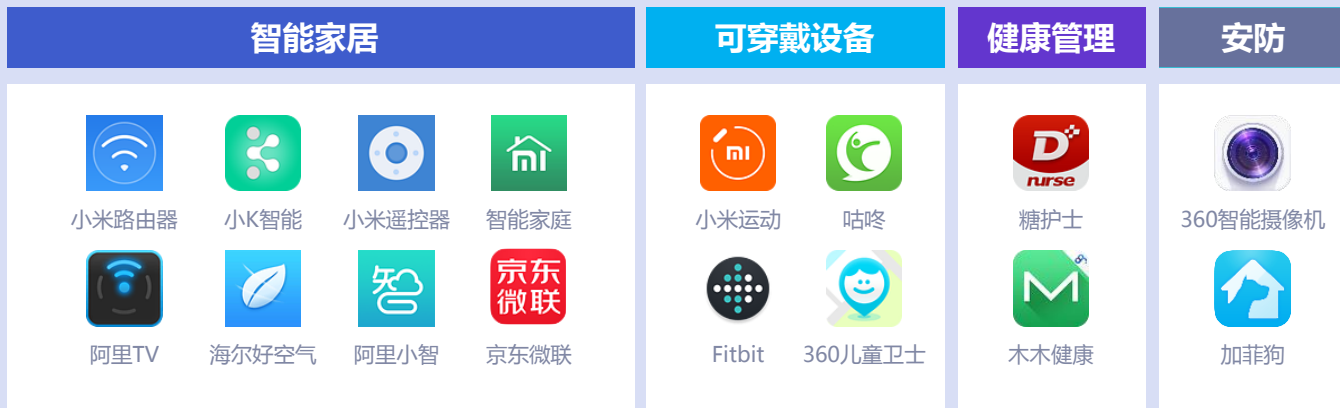 智能家居
可穿戴设备
健康管理
安防
mi
mi
D
nurse
小米路由器
小K智能
小米遥控器
智能家庭
小米运动
咕咚
糖护士
360智能摄像机
知
京东
微联
M
阿里TV
海尔好空气
阿里小智
京东微联
Fitbit
360儿童卫士
木木健康
加菲狗